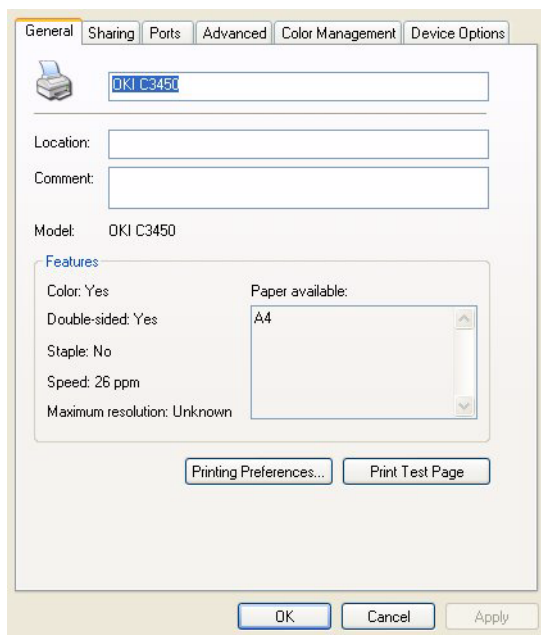 General Sharing Ports Advanced Color Management Device Options
OKI C3450
Location:
Comment:
Model: OKI C3450
Features
Color: Yes
Paper available:
Double-sided: Yes
A4
Staple: No
Speed: 26 ppm
Maximum resolution: Unknown
Printing Preferences... Print Test Page
OK Cancel Apply